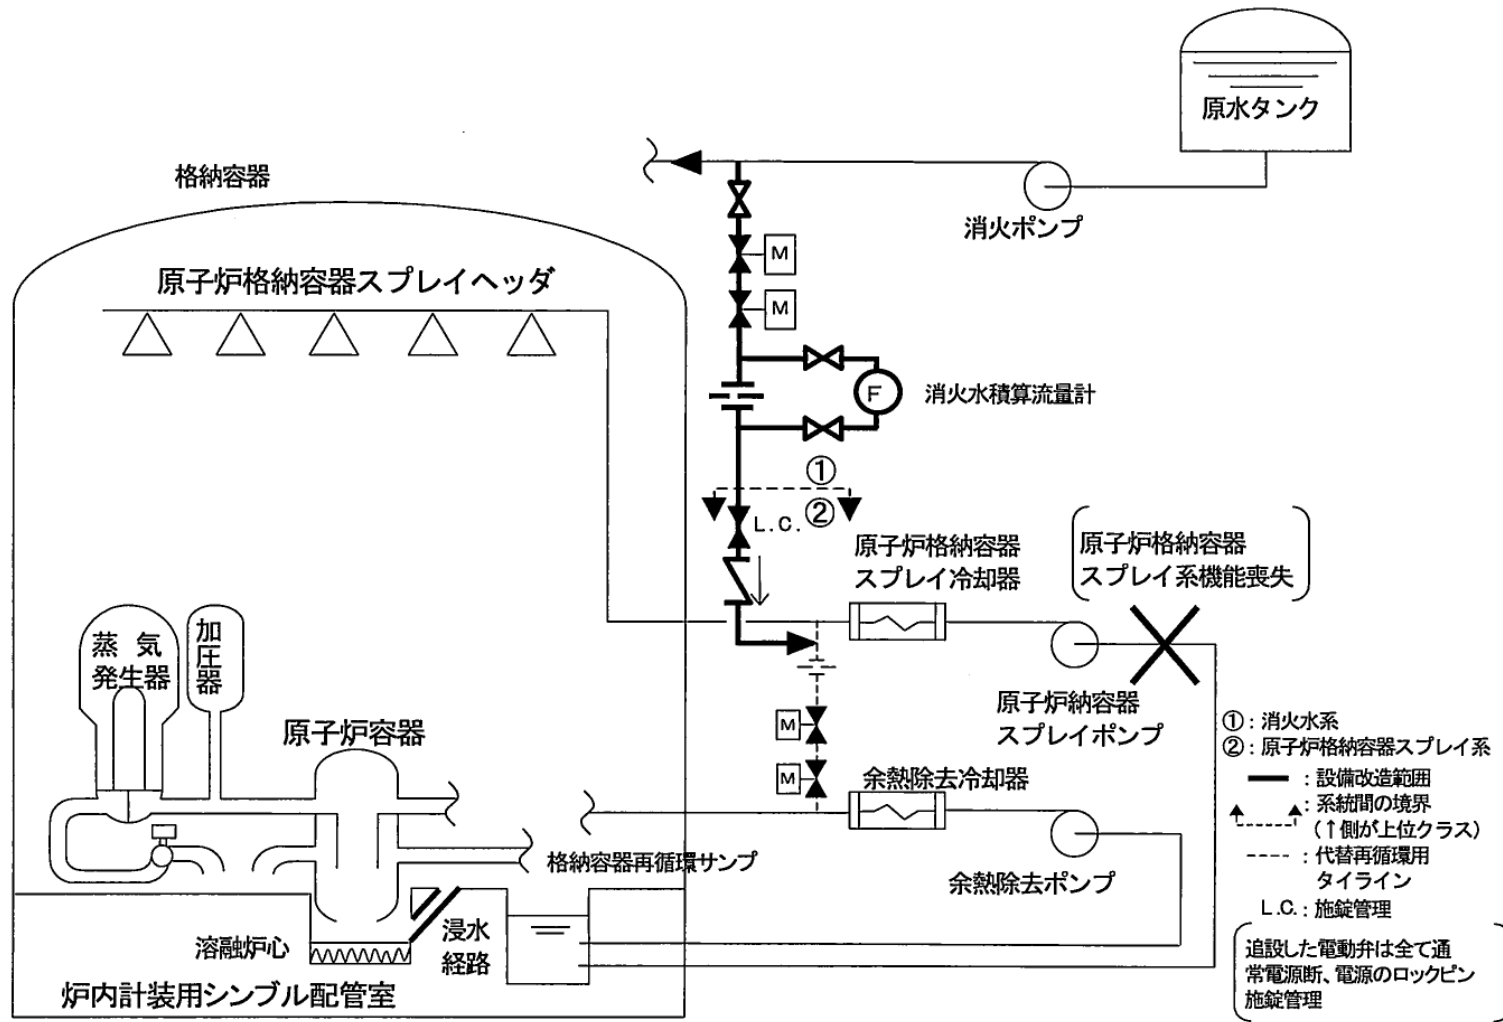 原水タンク
格納容器
消火ポンプ
M
原子炉格納容器スプレイヘッダ
M
F
消火水積算流量計
①
②
L.C.
原子炉格納容器
スプレイ冷却器
原子炉格納容器
スプレイ系機能喪失
蒸気
発生器
加圧器
原子炉容器
原子炉納容器
スプレイポンプ
M
M
余熱除去冷却器
格納容器再循環サンプ
余熱除去ポンプ
溶融炉心
浸水
経路
炉内計装用シンブル配管室
①:消火水系
②:原子炉格納容器スプレイ系
:設備改造範囲
:系統間の境界
(↑側が上位クラス)
:代替再循環用
タイライン
L.C.:施錠管理
追設した電動弁は全て通
常電源断、電源のロックピン
施錠管理